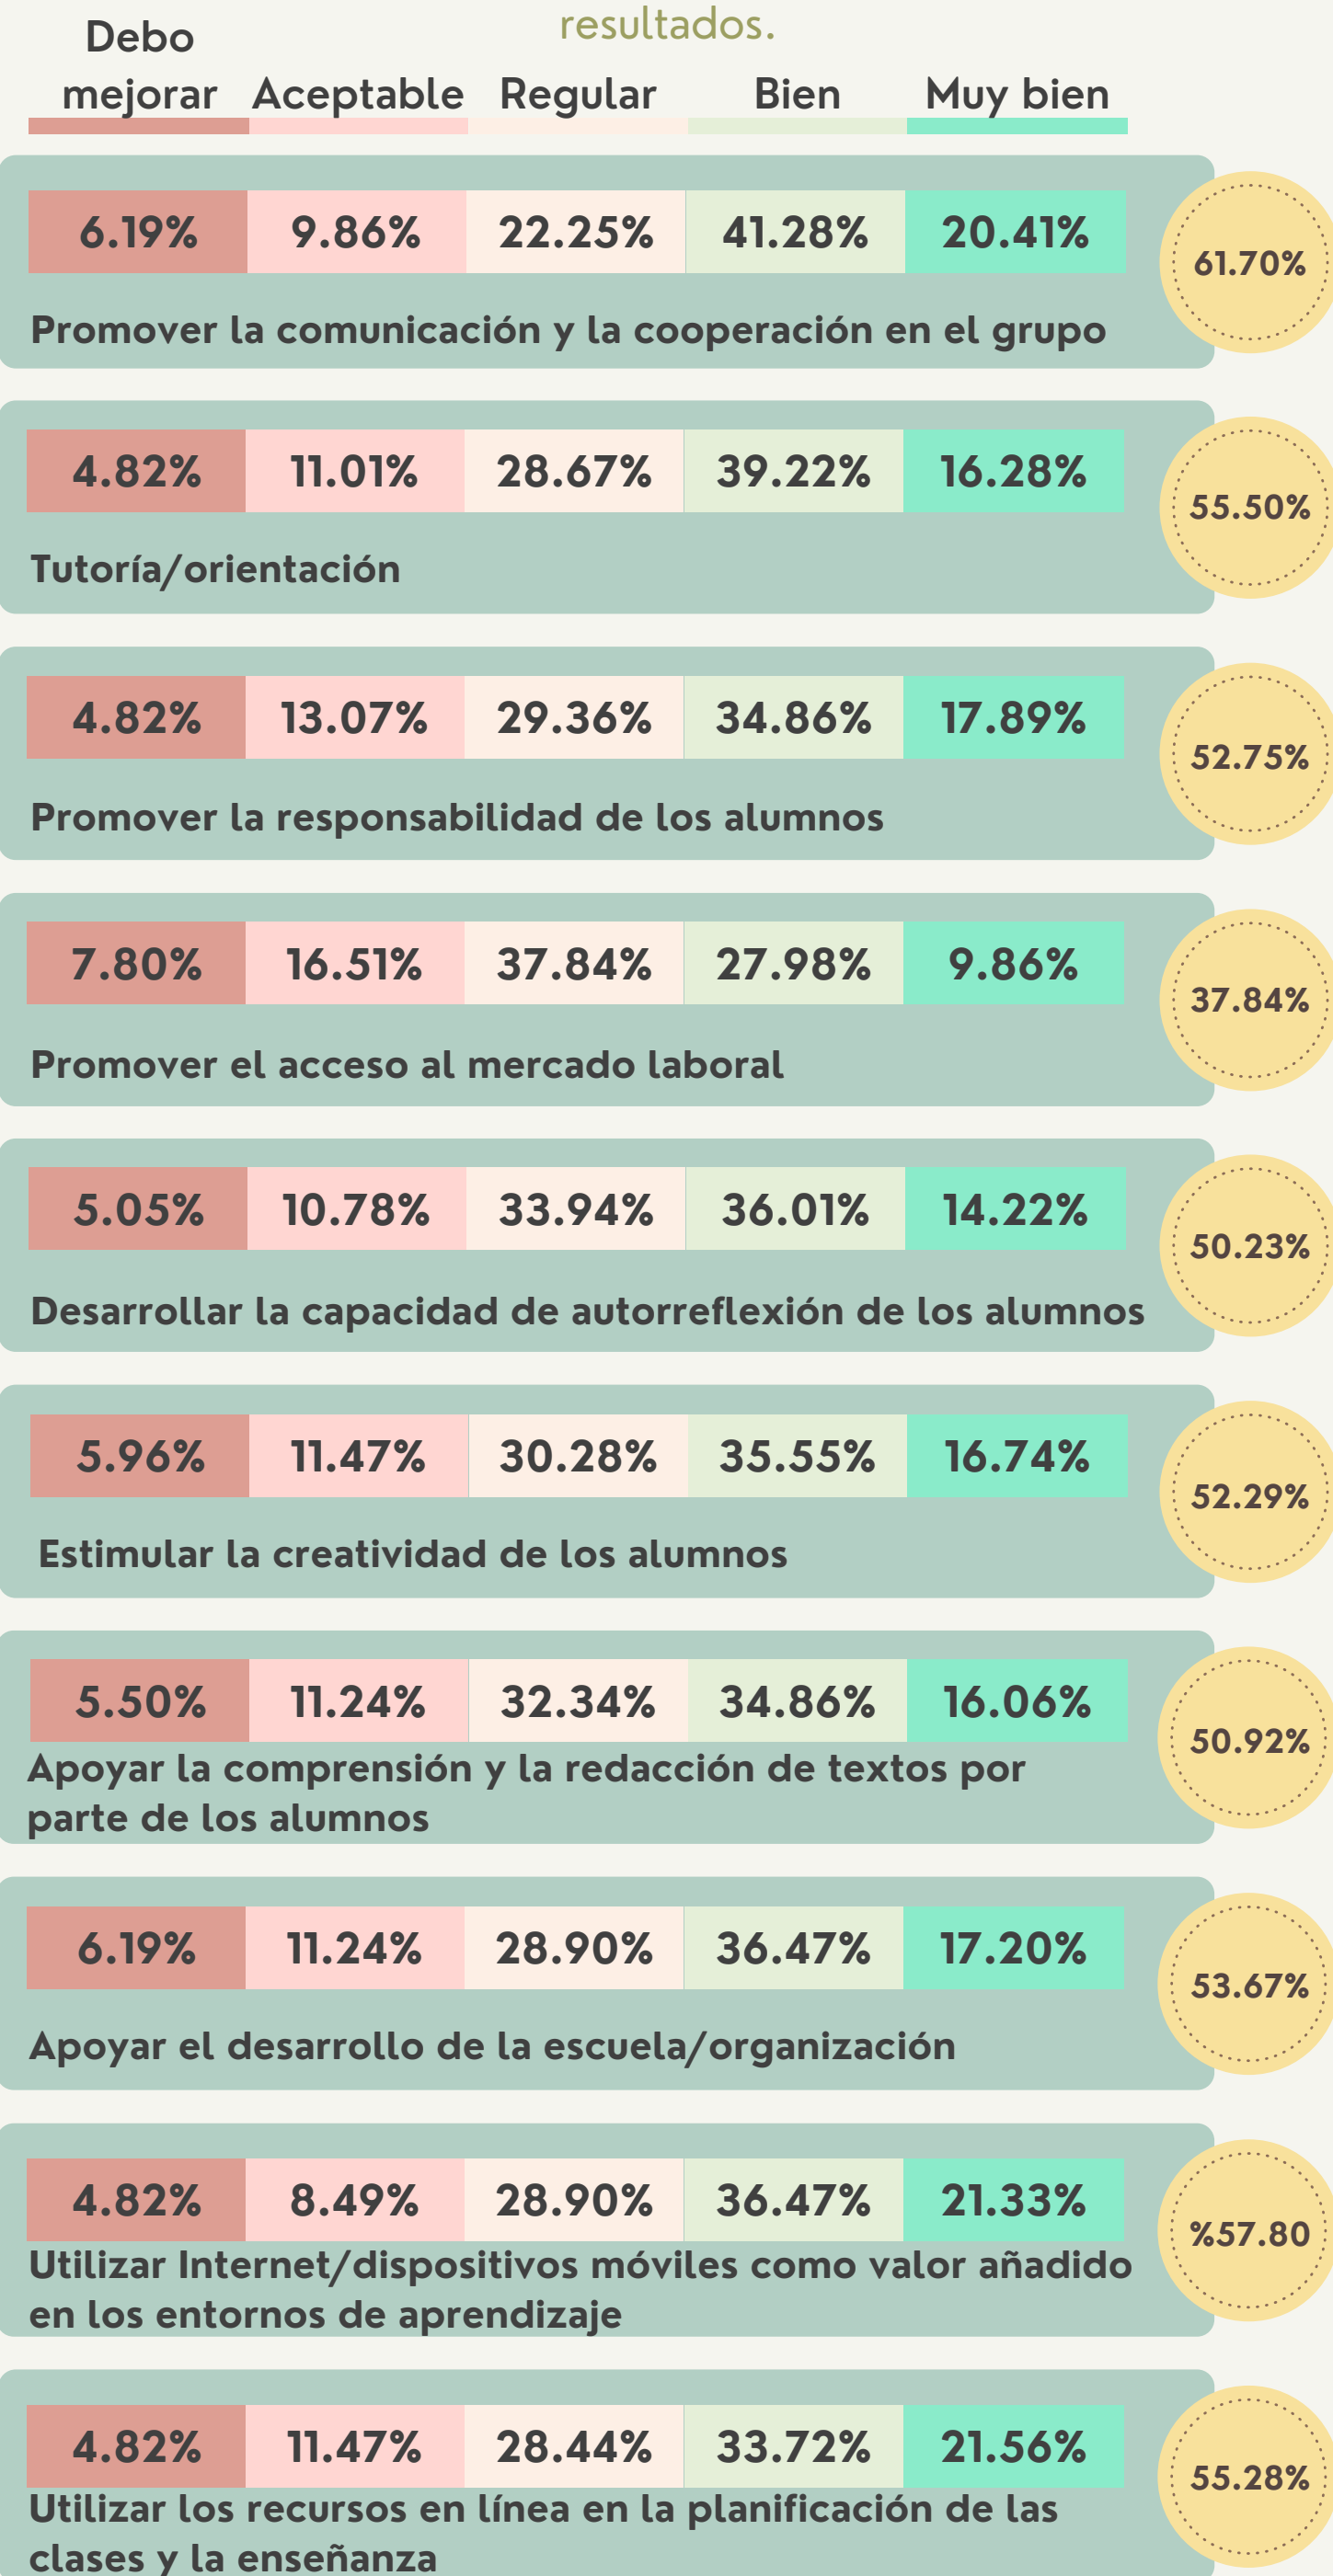 resultados.
Debo
mejorar Aceptable Regular Bien Muy bien
6.19% 9.86% 22.25% 41.28% 20.41%
61.70%
Promover la comunicación y la cooperación en el grupo
4.82% 11.01% 28.67% 39.22% 16.28%
55.50%
Tutoría/orientación
4.82% 13.07% 29.36% 34.86% 17.89%
52.75%
Promover la responsabilidad de los alumnos
7.80% 16.51% 37.84% 27.98% 9.86%
37.84%
Promover el acceso al mercado laboral
5.05% 10.78% 33.94% 36.01% 14.22%
50.23%
Desarrollar la capacidad de autorreflexión de los alumnos
5.96% 11.47% 30.28% 35.55% 16.74%
52.29%
Estimular la creatividad de los alumnos
5.50% 11.24% 32.34% 34.86% 16.06%
50.92%
Apoyar la comprensión y la redacción de textos por
parte de los alumnos
6.19% 11.24% 28.90% 36.47% 17.20%
53.67%
Apoyar el desarrollo de la escuela/organización
4.82% 8.49% 28.90% 36.47% 21.33%
%57.80
Utilizar Internet/dispositivos móviles como valor añadido
en los entornos de aprendizaje
4.82% 11.47% 28.44% 33.72% 21.56%
55.28%
Utilizar los recursos en línea en la planificación de las
clases y la enseñanza